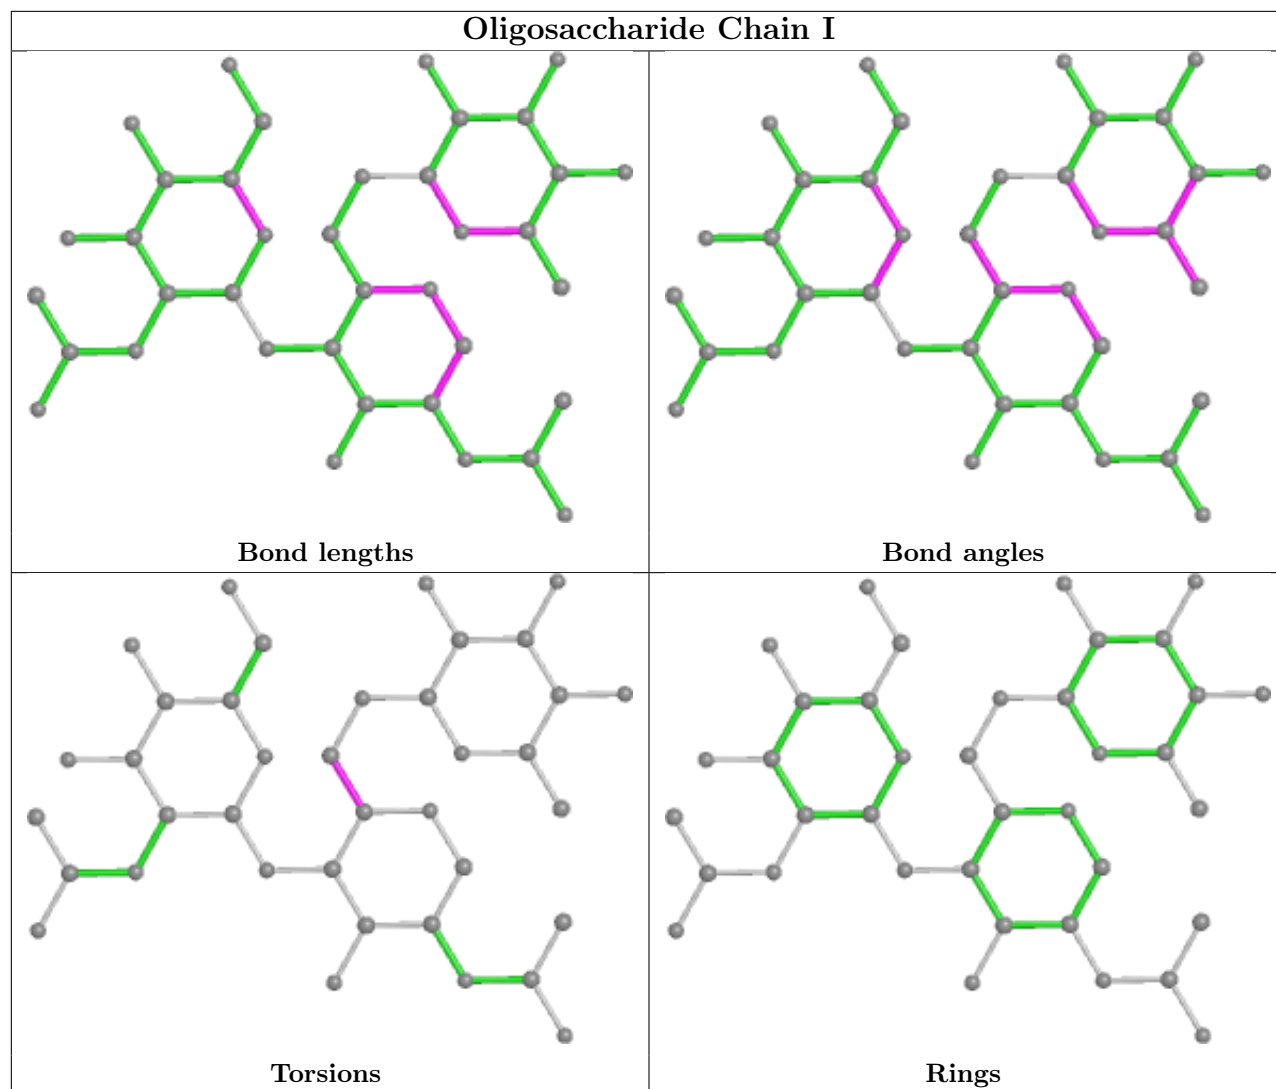 Oligosaccharide Chain I
Bond lengths
Bond angles
Torsions
Rings